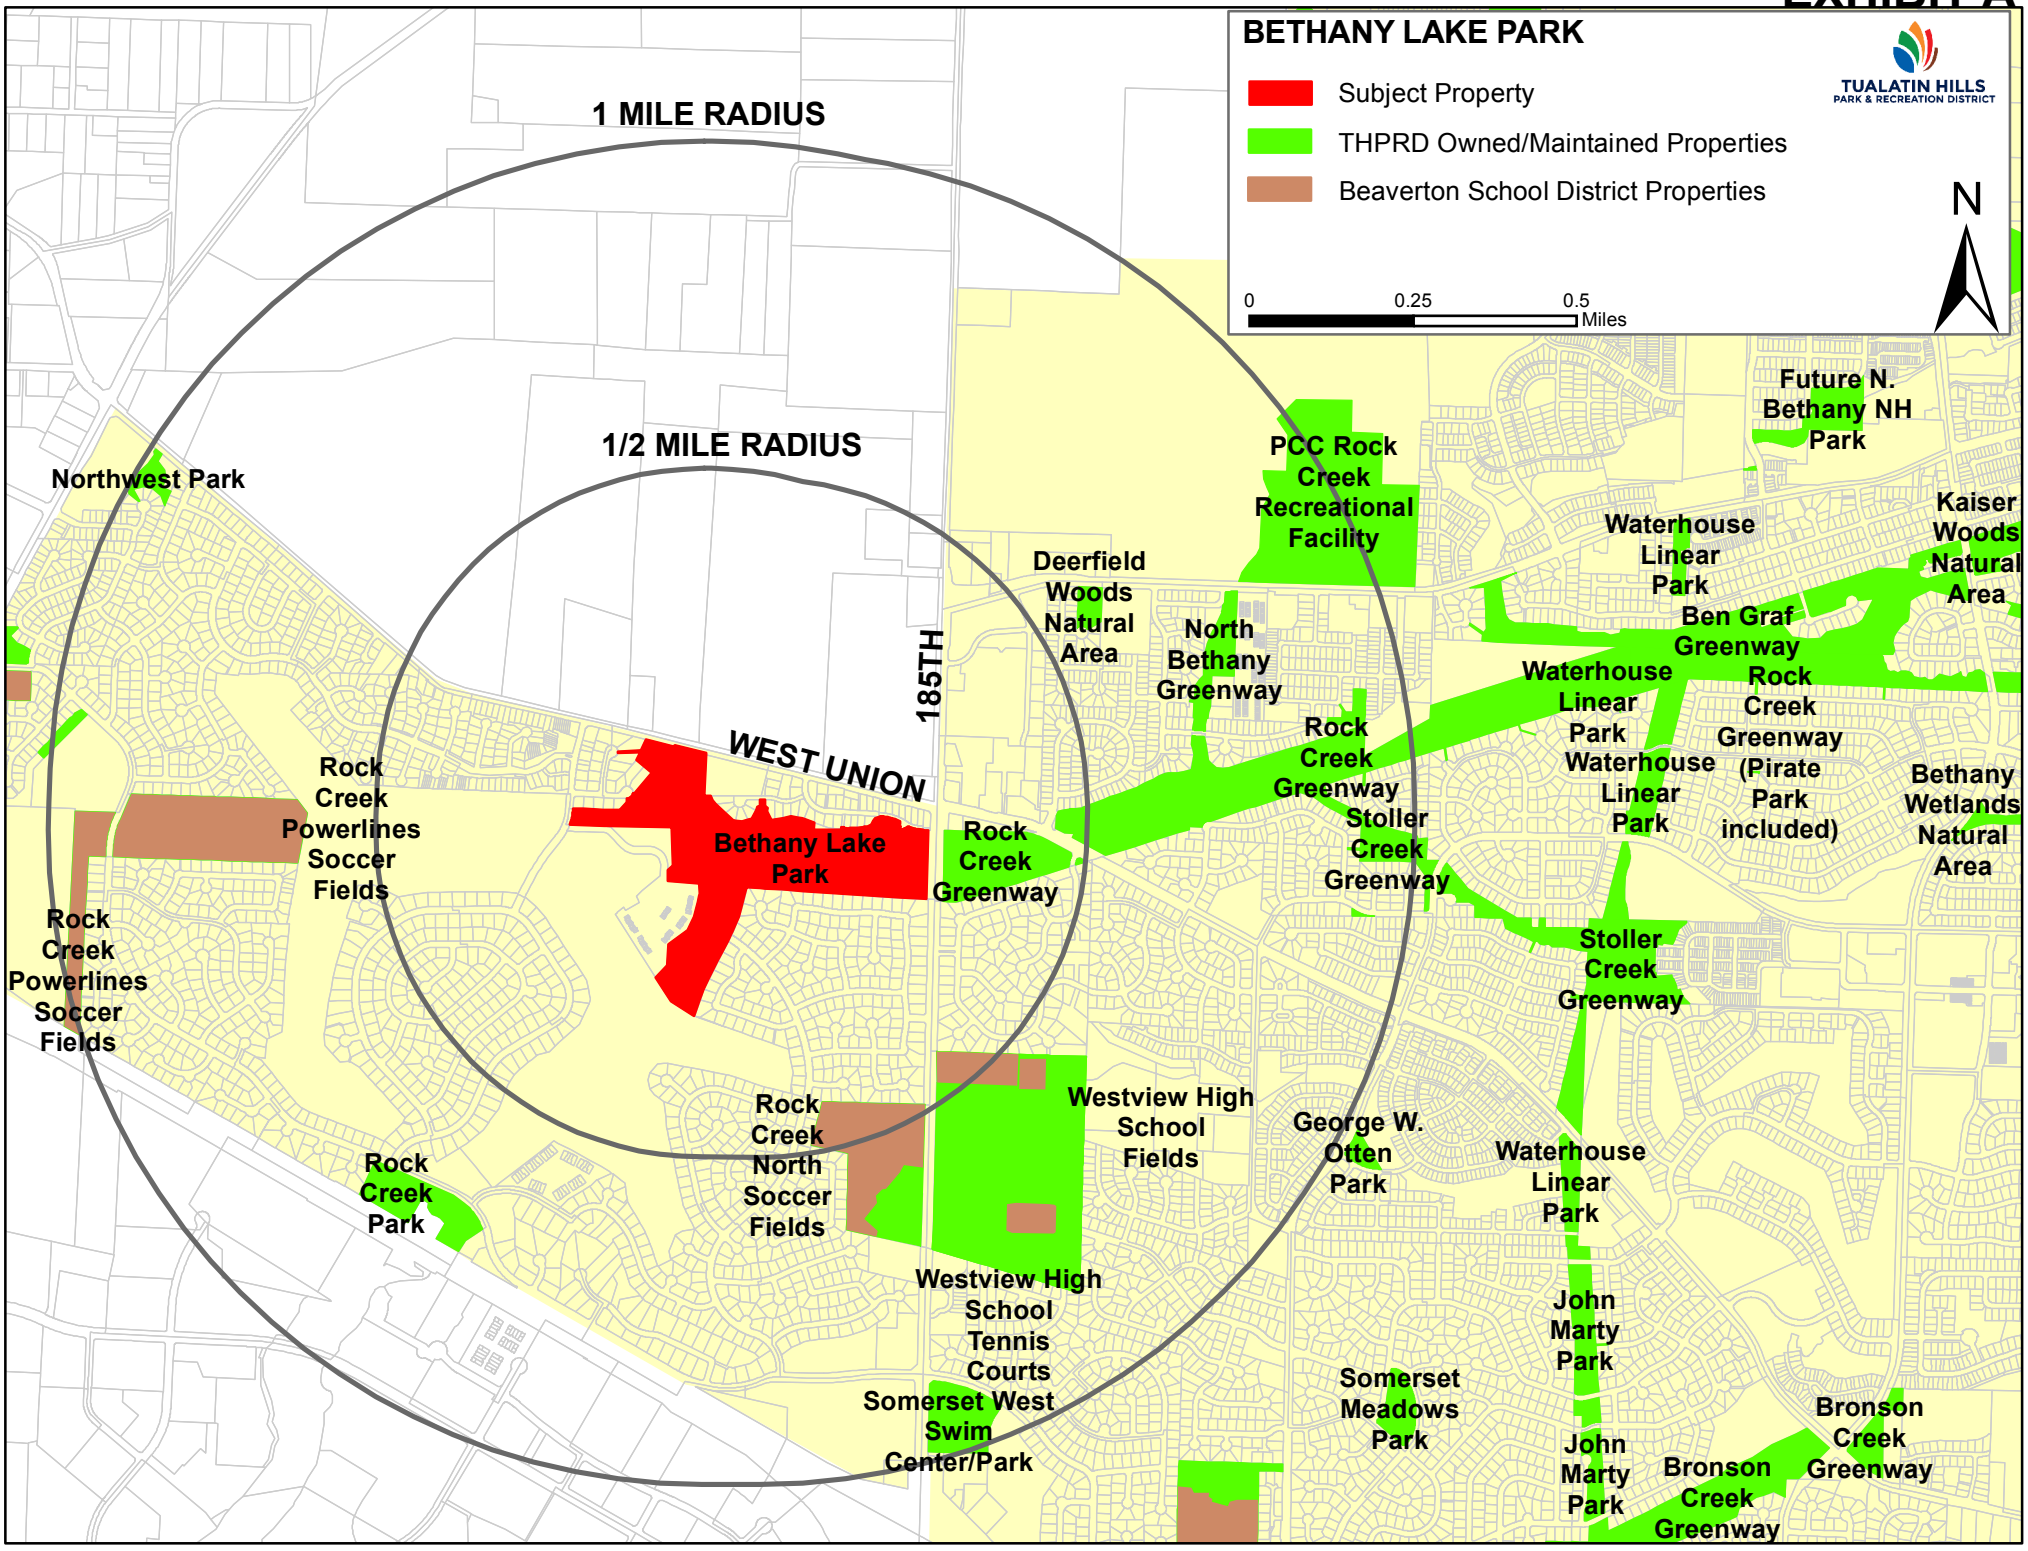 EXHIBIT A
BETHANY LAKE PARK
TUALATIN HILLS
PARK & RECREATION DISTRICT
Subject Property
THPRD Owned/Maintained Properties
Beaverton School District Properties
N
0 0.25 0.5
Miles
1 MILE RADIUS
1/2 MILE RADIUS
Northwest Park
PCC Rock
Creek
Recreational
Facility
Future N.
Bethany NH
Park
Kaiser
Woods
Natural
Area
Waterhouse
Linear
Park
Deerfield
Woods
Natural
Area
North
Bethany
Greenway
Ben Graf
Greenway
185TH
WEST UNION
Waterhouse
Linear
Park
Rock
Creek
Greenway
(Pirate
Park
included)
Rock
Creek
Greenway
Waterhouse
Linear
Park
Bethany
Wetlands
Natural
Area
Rock
Creek
Powerlines
Soccer
Fields
Bethany Lake
Park
Rock
Creek
Greenway
Stoller
Creek
Greenway
Rock
Creek
Powerlines
Soccer
Fields
Stoller
Creek
Greenway
Rock
Creek
North
Soccer
Fields
Westview High
School
Fields
George W.
Otten
Park
Waterhouse
Linear
Park
Rock
Creek
Park
Westview High
School
Tennis
Courts
John
Marty
Park
Somerset West
Swim
Center/Park
Somerset
Meadows
Park
Bronson
Creek
Greenway
John
Marty
Park
Bronson
Creek
Greenway